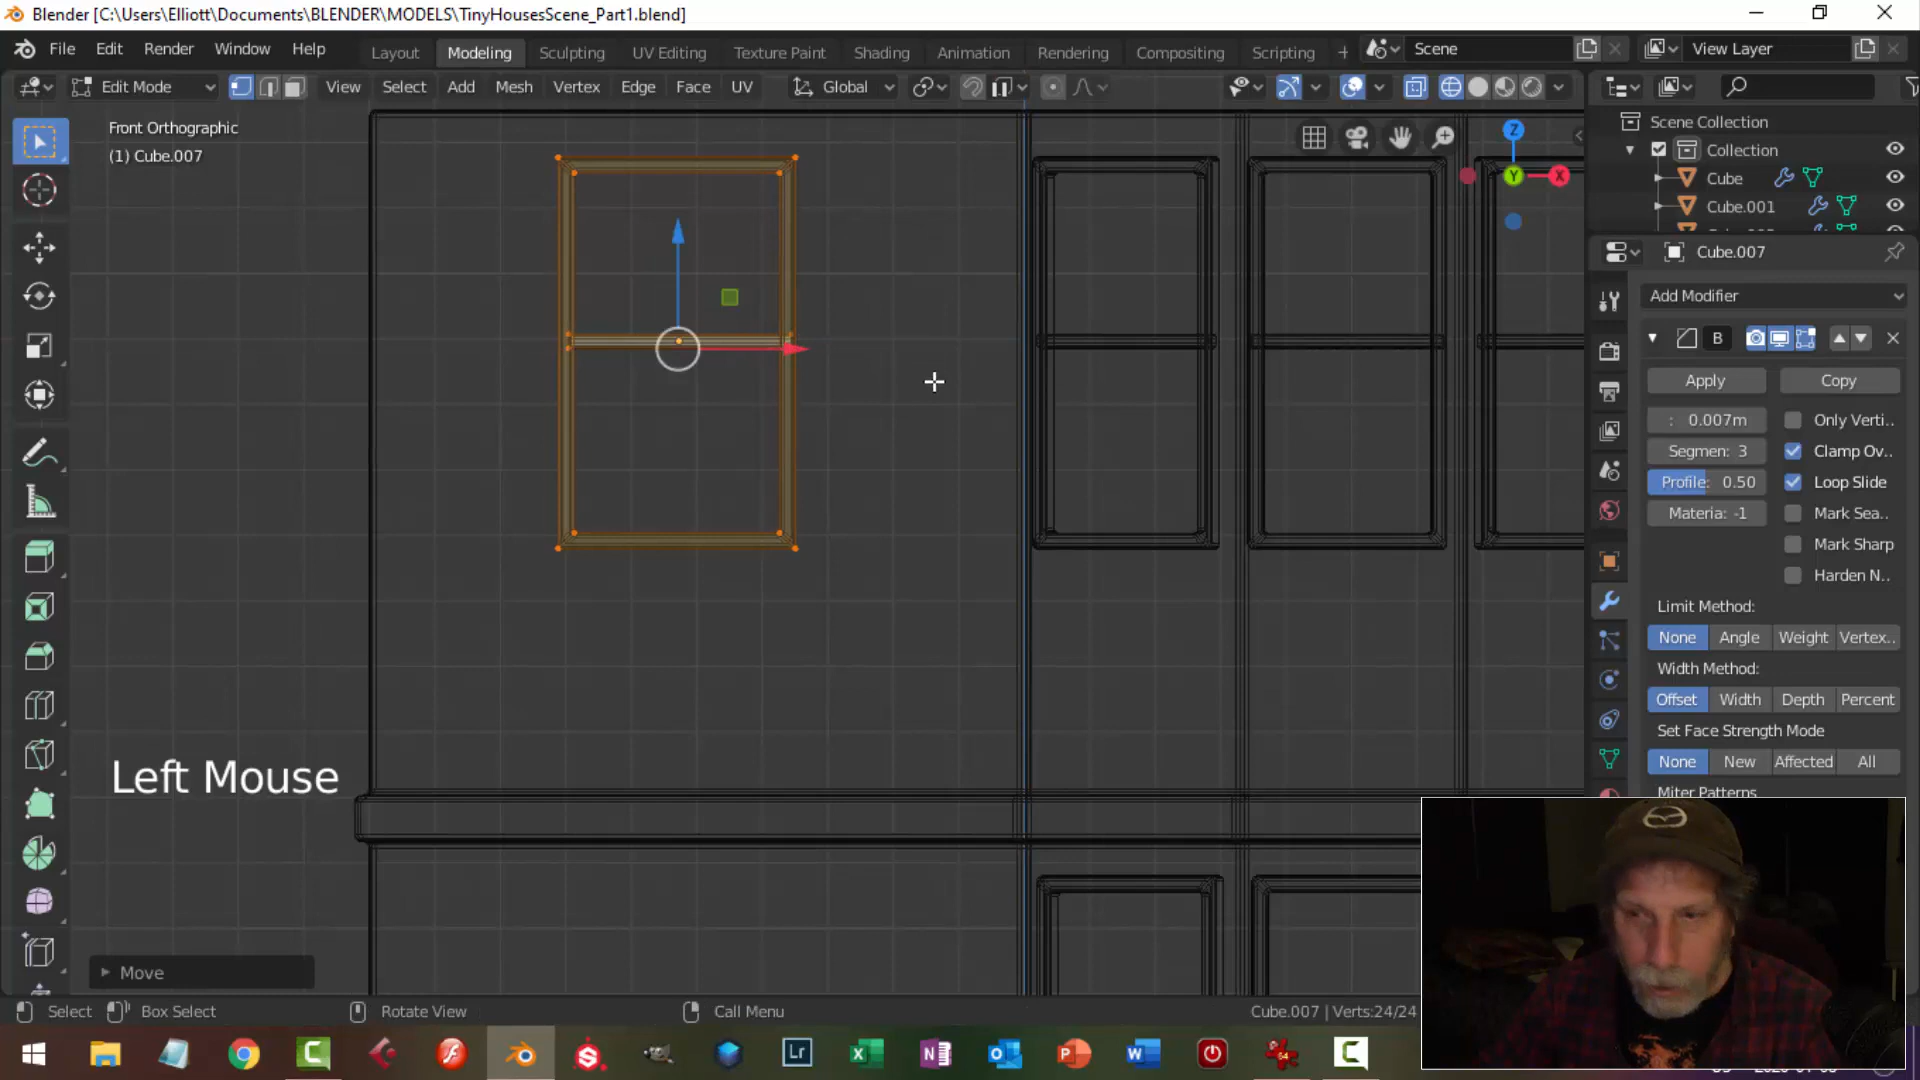 Blender [C:\Users\Elliott\Documents\BLENDER\MODELS\TinyHousesScene_Part1.blend]
File Edit Render Window Help
Layout Modeling Sculpting UV Editing Texture Paint Shading Animation Rendering Compositing Scripting +
Scene
View Layer
Edit Mode
View Select Add Mesh Vertex Edge Face UV
Global
Front Orthographic
(1) Cube.007
Z
Y
X
Scene Collection
Collection
Cube
Cube.001
Cube.007
Add Modifier
B
Apply
Copy
: 0.007m
Only Verti..
Segmen: 3
Clamp Ov..
Profile: 0.50
Loop Slide
Materia: -1
Mark Sea..
Mark Sharp
Harden N..
Limit Method:
None Angle Weight Vertex..
Width Method:
Offset Width Depth Percent
Set Face Strength Mode
None New Affected All
Miter Patterns
Left Mouse
Move
Select
Box Select
Rotate View
Call Menu
Cube.007 | Verts:24/24
Lr